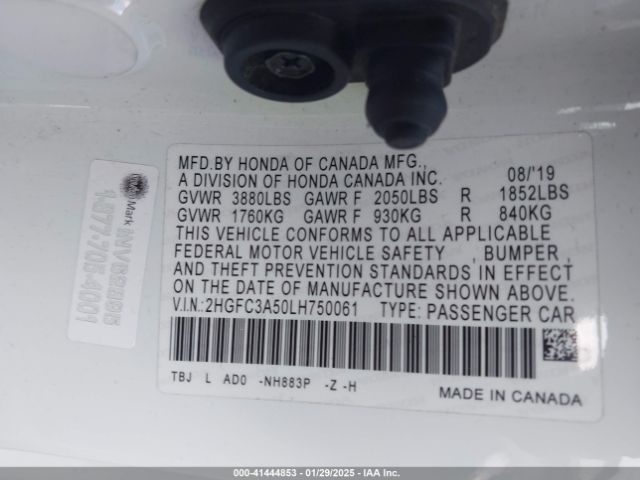 MFD.BY HONDA OF CANADA MFG.,
A DIVISION OF HONDA CANADA INC. 08/'19
GVWR 3880LBS GAWR F 2050LBS R 1852LBS
GVWR 1760KG GAWR F 930KG R 840KG
THIS VEHICLE CONFORMS TO ALL APPLICABLE
FEDERAL MOTOR VEHICLE SAFETY , BUMPER ,
AND THEFT PREVENTION STANDARDS IN EFFECT
ON THE DATE OF MANUFACTURE SHOWN ABOVE.
V.I.N.:2HGFC3A50LH750061 TYPE: PASSENGER CAR
TBJ L AD0 -NH883P -Z -H
MADE IN CANADA
Mark
000-41444853 - 01/29/2025 - IAA Inc.